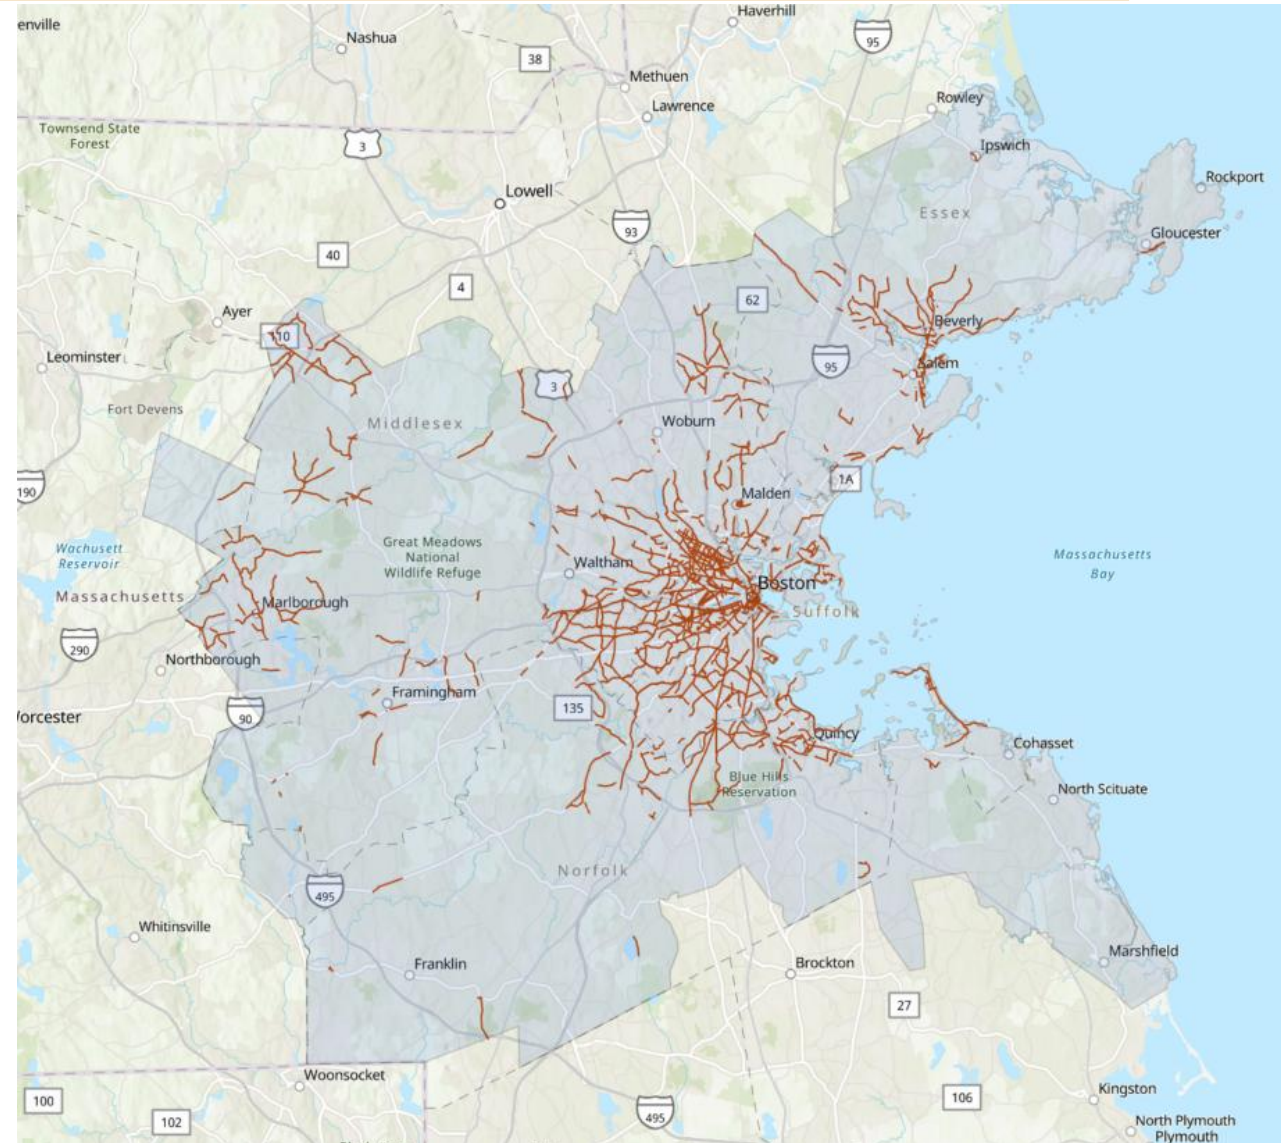 enville
Haverhill
Nashua
95
38
Methuen
Lawrence
Rowley
Townsend State
Forest
3
Ipswich
Rockport
Lowell
Essex
93
Gloucester
40
4
62
Ayer
Beverly
110
Leominster
95
Salem
3
Fort Devens
Middlesex
Woburn
190
1A
Malden
Wachusett
Reservoir
Great Meadows
National
Wildlife Refuge
Massachusetts
Bay
Waltham
Boston
Massachusetts
Marlborough
Suffolk
290
Northborough
Framingham
135
90
orcester
Quincy
Cohasset
Blue Hills
Reservation
North Scituate
Norfolk
495
Whitinsville
Marshfield
Franklin
Brockton
27
Woonsocket
100
106
Kingston
495
102
North Plymouth
Plymouth